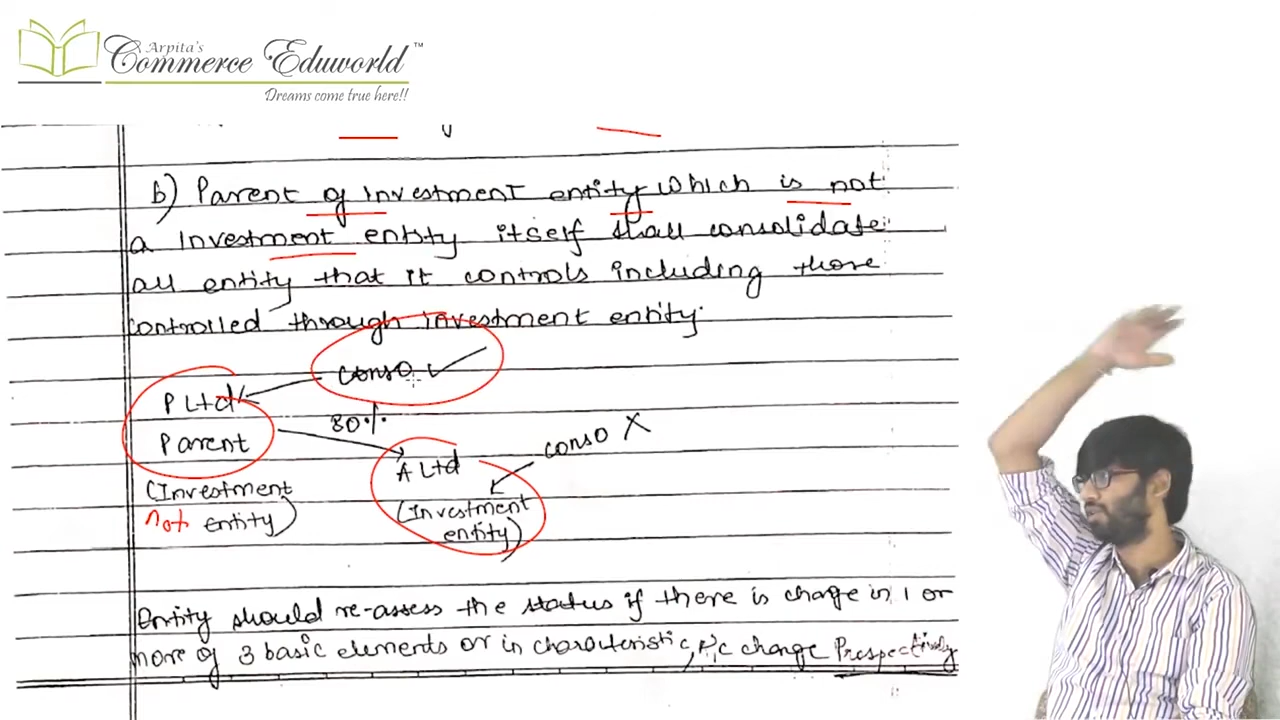 Arpita's
Commerce Eduworld™
Dreams come true here!!
b) Parent of investment entity which is not
a investment entity itself shall consolidate
all entity that it controls including those
controlled through investment entity.
conso ✓
P Ltd
80%
Parent
conso X
A Ltd
(Investment
not entity)
(Investment
entity)
Entity should re-assess the status if there is change in 1 or
more of 3 basic elements or in characteristic, change Prospectively